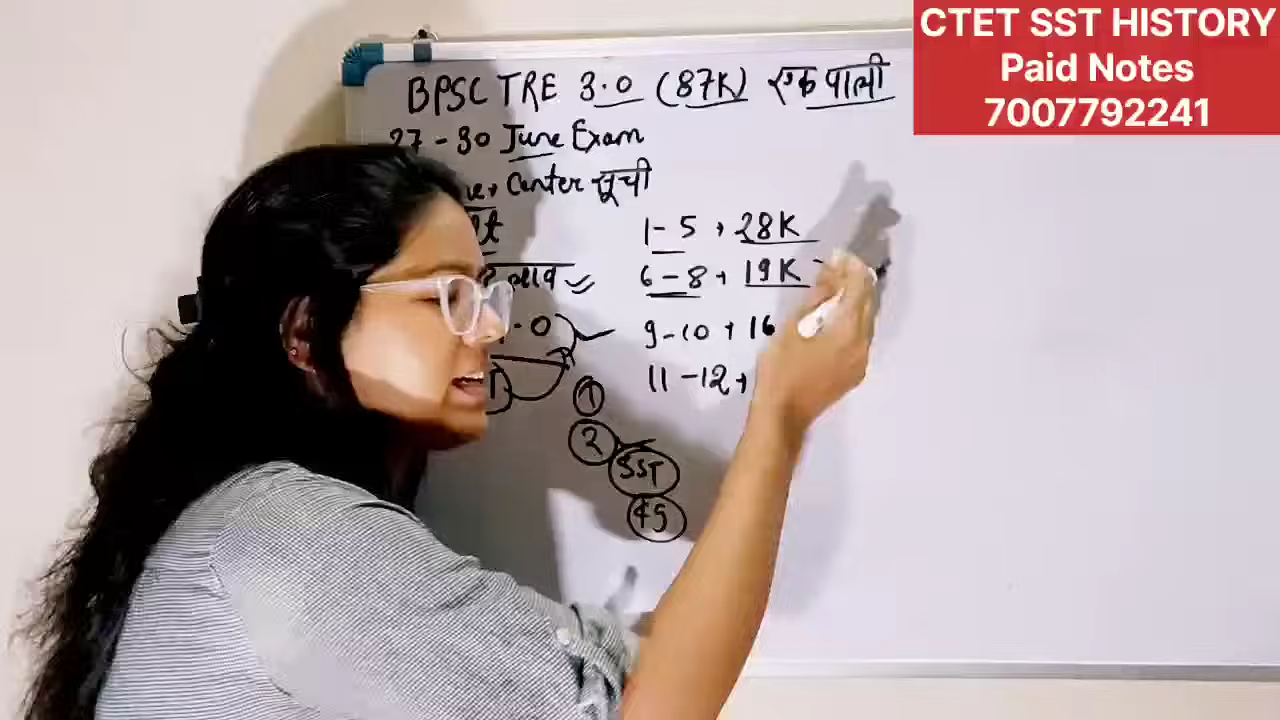 CTET SST HISTORY
Paid Notes
7007792241
BPSC TRE 3.0 (87K) एक पाली
27 - 30 June Exam
Center सूची
1 - 5 + 28K
6 - 8 + 19K
9 - 10 + 16
11 - 12 +
1
2
SST